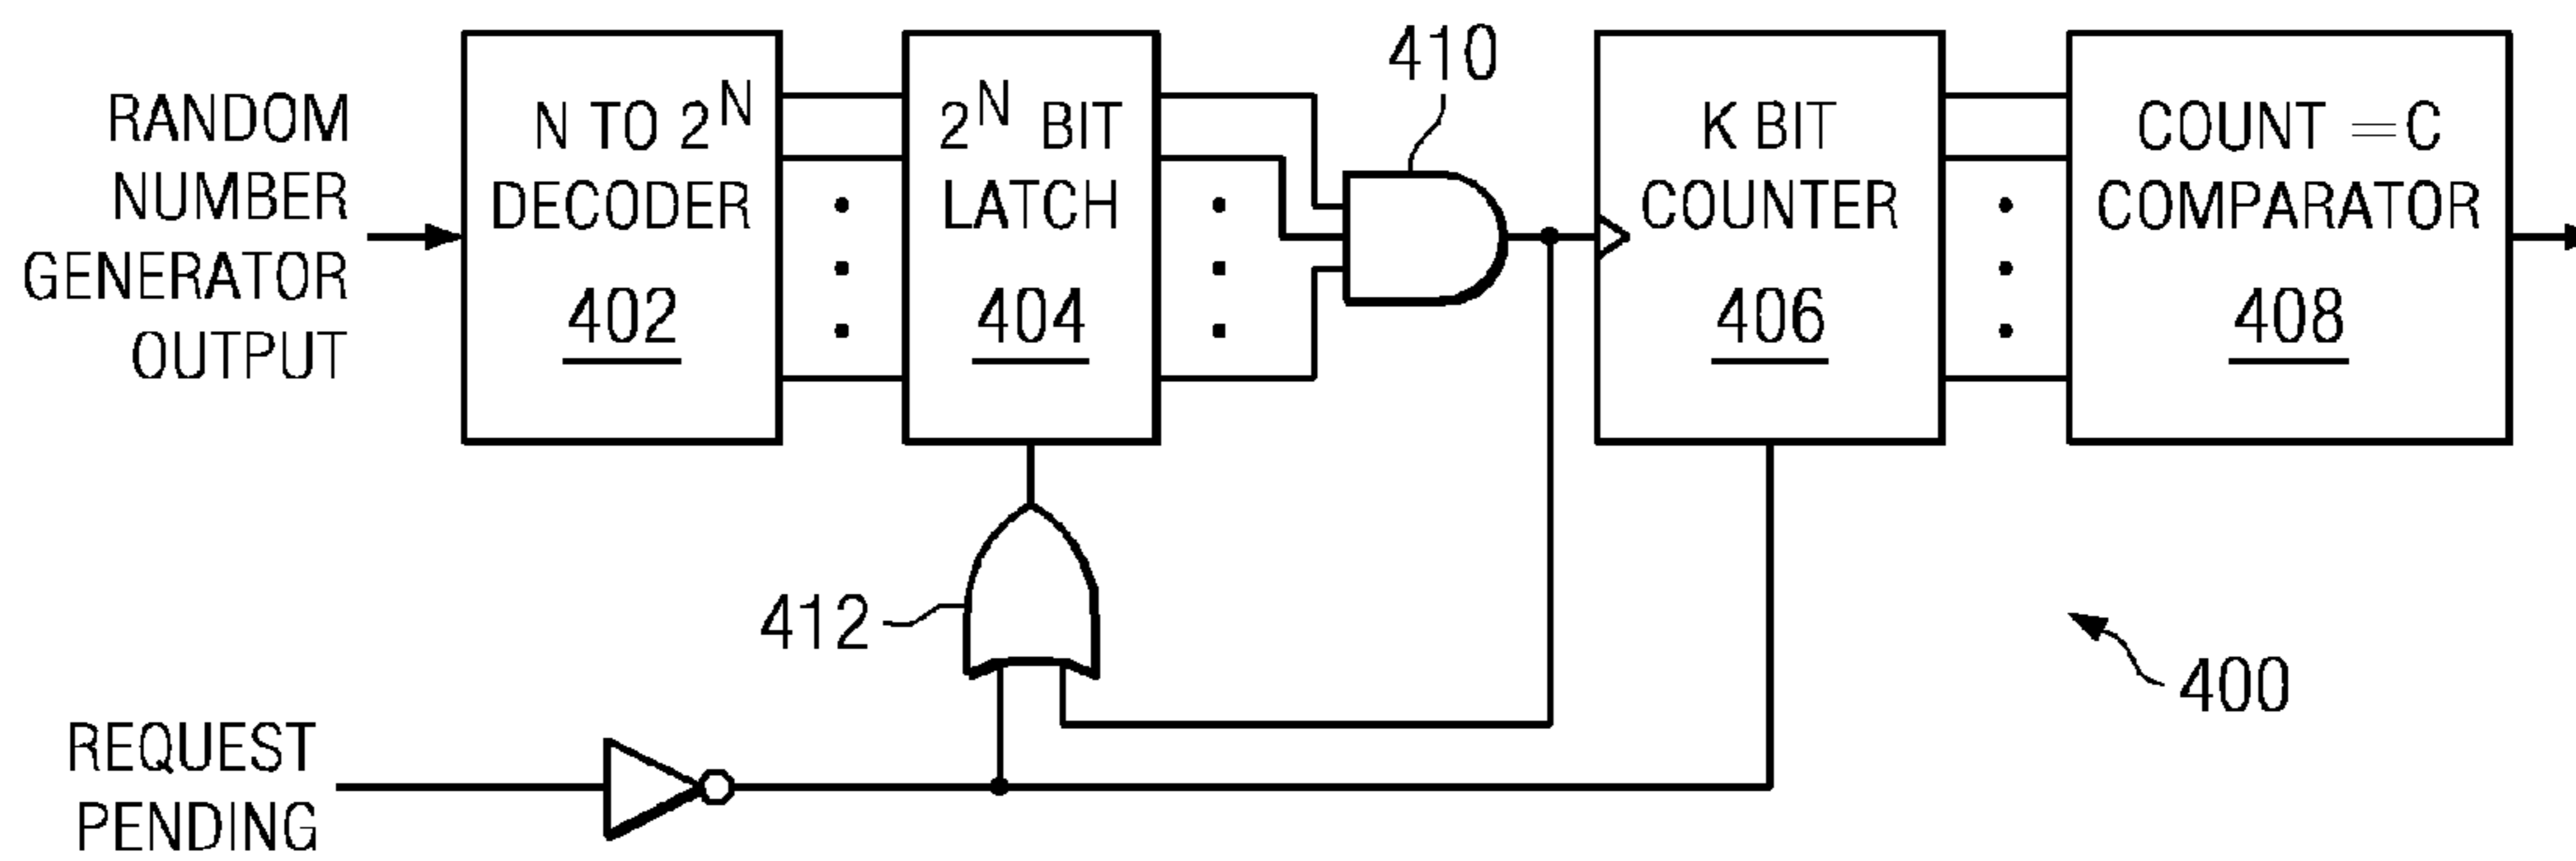 RANDOM
NUMBER
GENERATOR
OUTPUT
N TO 2^N
DECODER
402
2^N BIT
LATCH
404
410
K BIT
COUNTER
406
COUNT =C
COMPARATOR
408
412
400
REQUEST
PENDING